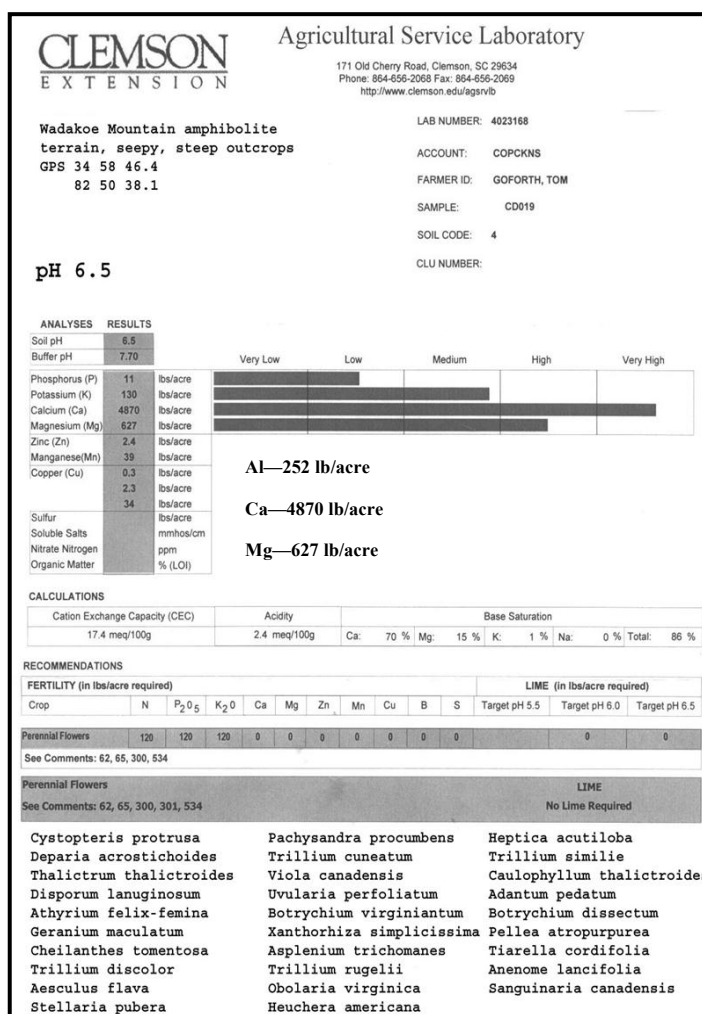 CLEMSON
EXTENSION
Agricultural Service Laboratory
171 Old Cherry Road, Clemson, SC 29634
Phone: 864-656-2068 Fax: 864-656-2069
http://www.clemson.edu/agsrvlb
Wadakoe Mountain amphibolite
terrain, seepy, steep outcrops
GPS 34 58 46.4
82 50 38.1
pH 6.5
LAB NUMBER: 4023168
ACCOUNT: COPCKNS
FARMER ID: GOFORTH, TOM
SAMPLE: CD019
SOIL CODE: 4
CLU NUMBER:
ANALYSES RESULTS
Soil pH 6.5
Buffer pH 7.70 Very Low Low Medium High Very High
Phosphorus (P) 11 lbs/acre
Potassium (K) 130 lbs/acre
Calcium (Ca) 4870 lbs/acre
Magnesium (Mg) 627 lbs/acre
Zinc (Zn) 2.4 lbs/acre
Manganese(Mn) 39 lbs/acre
Copper (Cu) 0.3 lbs/acre
2.3 lbs/acre
34 lbs/acre
Sulfur lbs/acre
Soluble Salts mmhos/cm
Nitrate Nitrogen ppm
Organic Matter % (LOI)
Al—252 lb/acre
Ca—4870 lb/acre
Mg—627 lb/acre
CALCULATIONS
Cation Exchange Capacity (CEC) Acidity Base Saturation
17.4 meq/100g 2.4 meq/100g Ca: 70 % Mg: 15 % K: 1 % Na: 0 % Total: 86 %
RECOMMENDATIONS
FERTILITY (in lbs/acre required) LIME (in lbs/acre required)
Crop N P2O5 K2O Ca Mg Zn Mn Cu B S Target pH 5.5 Target pH 6.0 Target pH 6.5
Perennial Flowers 120 120 120 0 0 0 0 0 0 0 0 0
See Comments: 62, 65, 300, 534
Perennial Flowers LIME
See Comments: 62, 65, 300, 301, 534 No Lime Required
Cystopteris protrusa Pachysandra procumbens Heptica acutiloba
Deparia acrostichoides Trillium cuneatum Trillium similie
Thalictrum thalictroides Viola canadensis Caulophyllum thalictroides
Disporum lanuginosum Uvularia perfoliatum Adantum pedatum
Athyrium felix-femina Botrychium virginiantum Botrychium dissectum
Geranium maculatum Xanthorhiza simplicissima Pellea atropurpurea
Cheilanthes tomentosa Asplenium trichomanes Tiarella cordifolia
Trillium discolor Trillium rugelii Anenome lancifolia
Aesculus flava Obolaria virginica Sanguinaria canadensis
Stellaria pubera Heuchera americana